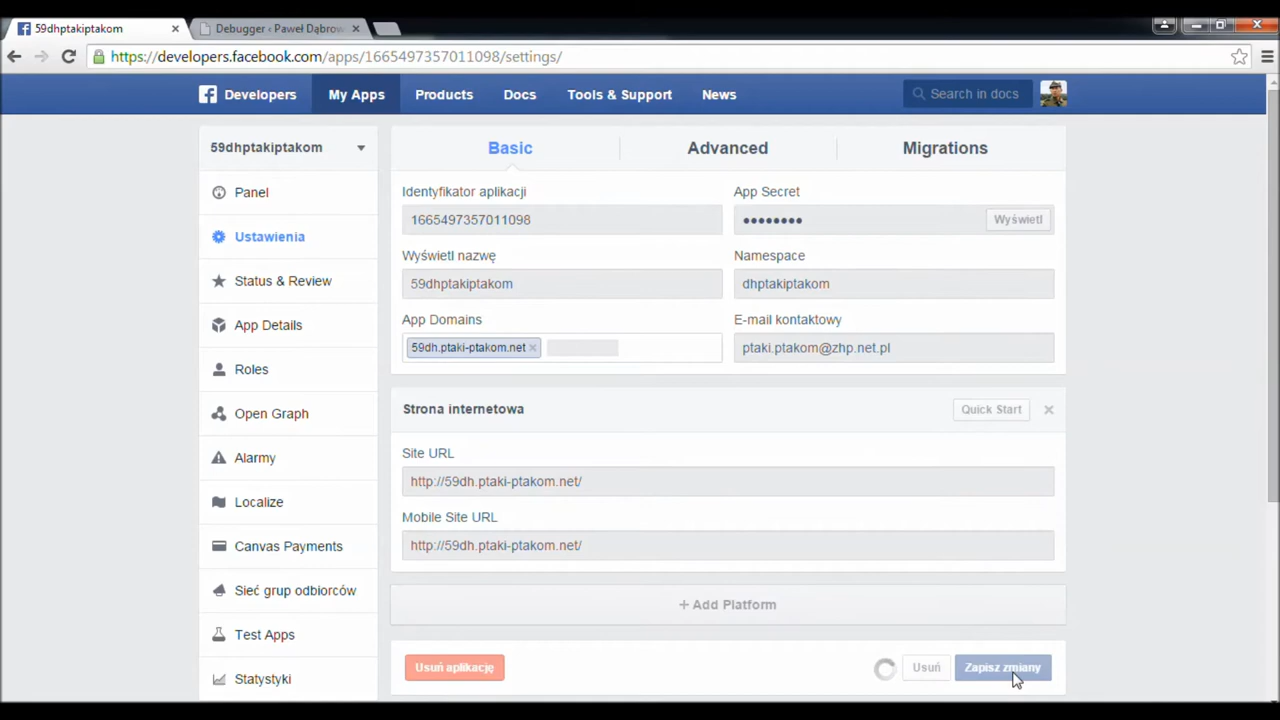 59dhptakiptakom
Debugger ‹ Paweł Dąbrow
https://developers.facebook.com/apps/1665497357011098/settings/
Developers My Apps Products Docs Tools & Support News Search in docs
59dhptakiptakom
Panel
Ustawienia
Status & Review
App Details
Roles
Open Graph
Alarmy
Localize
Canvas Payments
Sieć grup odbiorców
Test Apps
Statystyki
Basic Advanced Migrations
Identyfikator aplikacji App Secret
1665497357011098 •••••••• Wyświetl
Wyświetl nazwę Namespace
59dhptakiptakom dhptakiptakom
App Domains E-mail kontaktowy
59dh.ptaki-ptakom.net × ptaki.ptakom@zhp.net.pl
Strona internetowa Quick Start
Site URL
http://59dh.ptaki-ptakom.net/
Mobile Site URL
http://59dh.ptaki-ptakom.net/
+ Add Platform
Usuń aplikację Usuń Zapisz zmiany